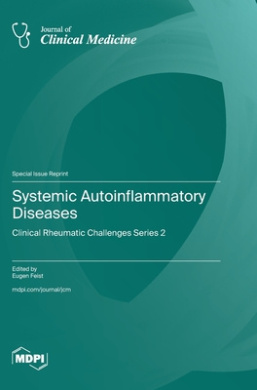 Journal of
Clinical Medicine
Special Issue Reprint
Systemic Autoinflammatory
Diseases
Clinical Rheumatic Challenges Series 2
Edited by
Eugen Feist
mdpi.com/journal/jcm
MDPI